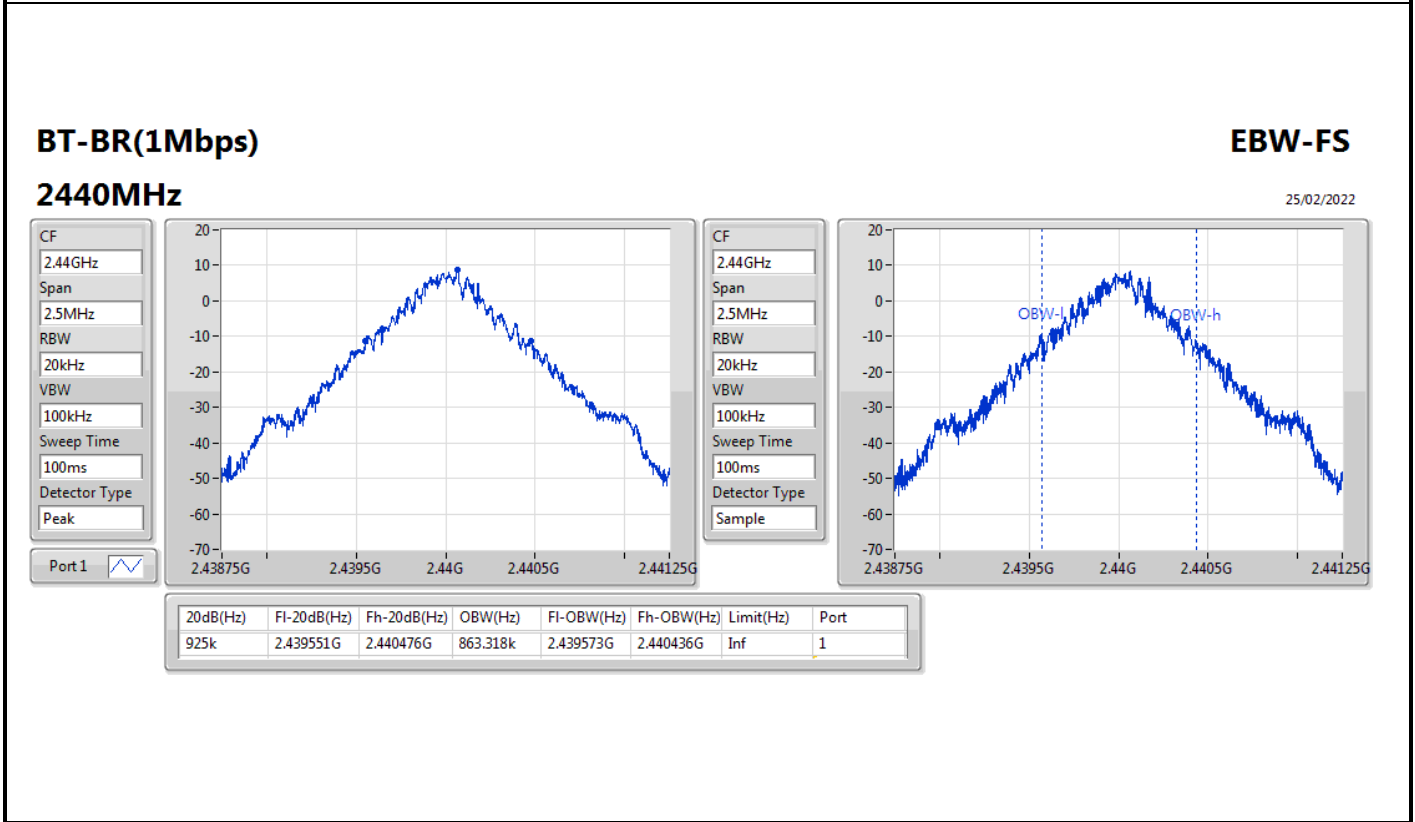 BT-BR(1Mbps)
EBW-FS
2440MHz
25/02/2022
CF
2.44GHz
Span
2.5MHz
RBW
20kHz
VBW
100kHz
Sweep Time
100ms
Detector Type
Peak
Port 1
20
10
0
-10
-20
-30
-40
-50
-60
-70
2.43875G 2.4395G 2.44G 2.4405G 2.44125G
CF
2.44GHz
Span
2.5MHz
RBW
20kHz
VBW
100kHz
Sweep Time
100ms
Detector Type
Sample
20
10
0
-10
-20
-30
-40
-50
-60
-70
OBW-l OBW-h
2.43875G 2.4395G 2.44G 2.4405G 2.44125G
20dB(Hz) Fl-20dB(Hz) Fh-20dB(Hz) OBW(Hz) Fl-OBW(Hz) Fh-OBW(Hz) Limit(Hz) Port
925k 2.439551G 2.440476G 863.318k 2.439573G 2.440436G Inf 1